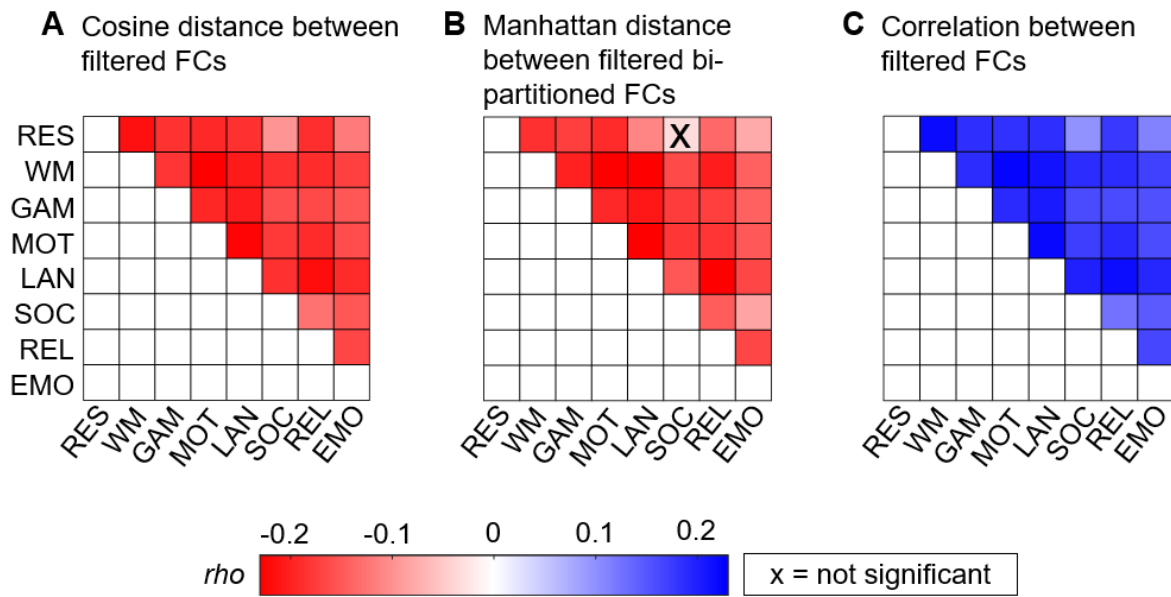 A Cosine distance between
filtered FCs
B Manhattan distance
between filtered bi-
partitioned FCs
C Correlation between
filtered FCs
RES
WM
GAM
MOT
LAN
SOC
REL
EMO
X
RES WM GAM MOT LAN SOC REL EMO
RES WM GAM MOT LAN SOC REL EMO
RES WM GAM MOT LAN SOC REL EMO
-0.2 -0.1 0 0.1 0.2
rho
x = not significant